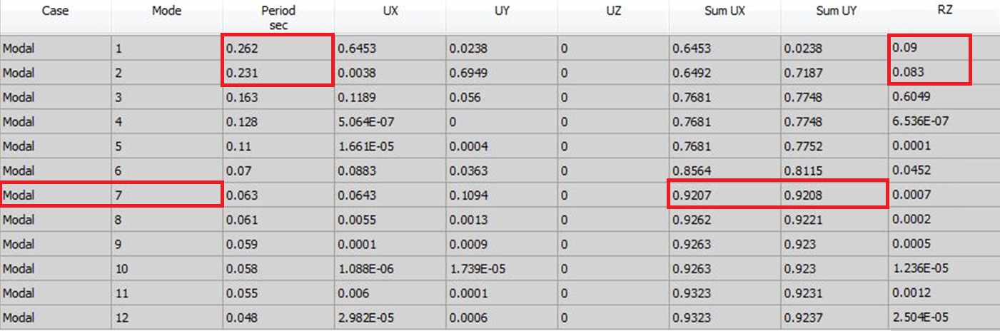 Case Mode Period sec UX UY UZ Sum UX Sum UY RZ
Modal 1 0.262 0.6453 0.0238 0 0.6453 0.0238 0.09
Modal 2 0.231 0.0038 0.6949 0 0.6492 0.7187 0.083
Modal 3 0.163 0.1189 0.056 0 0.7681 0.7748 0.6049
Modal 4 0.128 5.064E-07 0 0 0.7681 0.7748 6.536E-07
Modal 5 0.11 1.661E-05 0.0004 0 0.7681 0.7752 0.0001
Modal 6 0.07 0.0883 0.0363 0 0.8564 0.8115 0.0452
Modal 7 0.063 0.0643 0.1094 0 0.9207 0.9208 0.0007
Modal 8 0.061 0.0055 0.0013 0 0.9262 0.9221 0.0002
Modal 9 0.059 0.0001 0.0009 0 0.9263 0.923 0.0005
Modal 10 0.058 1.088E-06 1.739E-05 0 0.9263 0.923 1.236E-05
Modal 11 0.055 0.006 0.0001 0 0.9323 0.9231 0.0012
Modal 12 0.048 2.982E-05 0.0006 0 0.9323 0.9237 2.504E-05